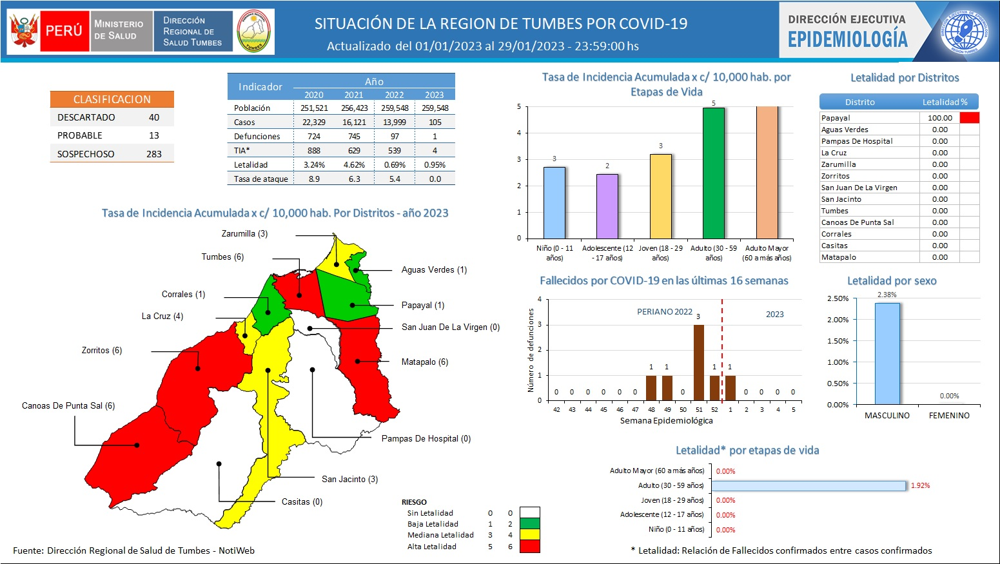 PERÚ
MINISTERIO
DE SALUD
DIRECCIÓN
REGIONAL DE
SALUD TUMBES
TUMBES
SITUACIÓN DE LA REGION DE TUMBES POR COVID-19
Actualizado del 01/01/2023 al 29/01/2023 - 23:59:00 hs
DIRECCIÓN EJECUTIVA
EPIDEMIOLOGÍA
CLASIFICACION
DESCARTADO 40
PROBABLE 13
SOSPECHOSO 283
Indicador Año
2020 2021 2022 2023
Población 251,521 256,423 259,548 259,548
Casos 22,329 16,121 13,999 105
Defunciones 724 745 97 1
TIA* 888 629 539 4
Letalidad 3.24% 4.62% 0.69% 0.95%
Tasa de ataque 8.9 6.3 5.4 0.0
Tasa de Incidencia Acumulada x c/ 10,000 hab. por
Etapas de Vida
5
4
3
2
1
0
3
2
3
5
Niño (0 - 11 años)
Adolescente (12 - 17 años)
Joven (18 - 29 años)
Adulto (30 - 59 años)
Adulto Mayor (60 a más años)
Letalidad por Distritos
Distrito Letalidad %
Papayal 100.00
Aguas Verdes 0.00
Pampas De Hospital 0.00
La Cruz 0.00
Zarumilla 0.00
Zorritos 0.00
San Juan De La Virgen 0.00
San Jacinto 0.00
Tumbes 0.00
Canoas De Punta Sal 0.00
Corrales 0.00
Casitas 0.00
Matapalo 0.00
Tasa de Incidencia Acumulada x c/ 10,000 hab. Por Distritos - año 2023
Zarumilla (3)
Tumbes (6)
Aguas Verdes (1)
Corrales (1)
Papayal (1)
La Cruz (4)
San Juan De La Virgen (0)
Zorritos (6)
Matapalo (6)
Canoas De Punta Sal (6)
Pampas De Hospital (0)
San Jacinto (3)
Casitas (0)
RIESGO
Sin Letalidad 0 0
Baja Letalidad 1 2
Mediana Letalidad 3 4
Alta Letalidad 5 6
Fallecidos por COVID-19 en las últimas 16 semanas
Número de defunciones
4
3
2
1
0
PERIANO 2022
2023
0 0 0 0 0 0 1 1 0 3 1 1 0 0 0 0
42 43 44 45 46 47 48 49 50 51 52 1 2 3 4 5
Semana Epidemiológica
Letalidad por sexo
2.50%
2.00%
1.50%
1.00%
0.50%
0.00%
2.38%
0.00%
MASCULINO FEMENINO
Letalidad* por etapas de vida
Adulto Mayor (60 a más años) 0.00%
Adulto (30 - 59 años) 1.92%
Joven (18 - 29 años) 0.00%
Adolescente (12 - 17 años) 0.00%
Niño (0 - 11 años) 0.00%
Fuente: Dirección Regional de Salud de Tumbes - NotiWeb
* Letalidad: Relación de Fallecidos confirmados entre casos confirmados